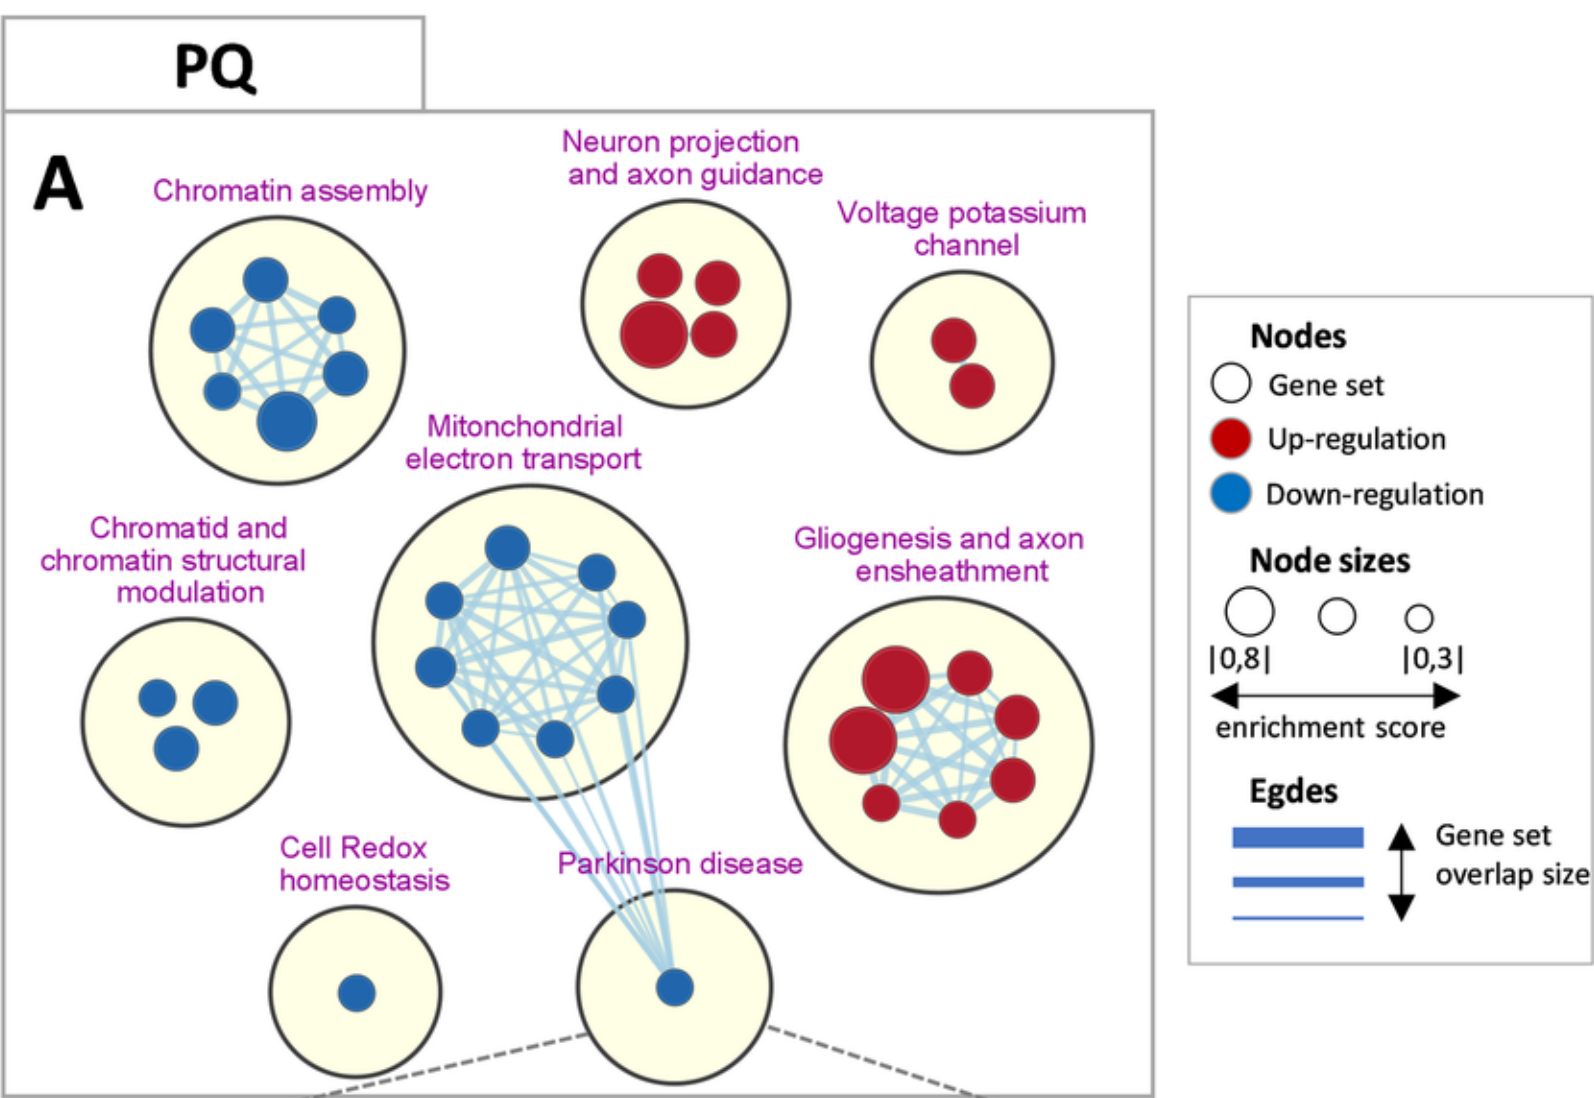 PQ
A
Chromatin assembly
Neuron projection
and axon guidance
Voltage potassium
channel
Mitonchondrial
electron transport
Chromatid and
chromatin structural
modulation
Gliogenesis and axon
ensheathment
Cell Redox
homeostasis
Parkinson disease
Nodes
Gene set
Up-regulation
Down-regulation
Node sizes
|0,8| |0,3|
enrichment score
Egdes
Gene set
overlap size